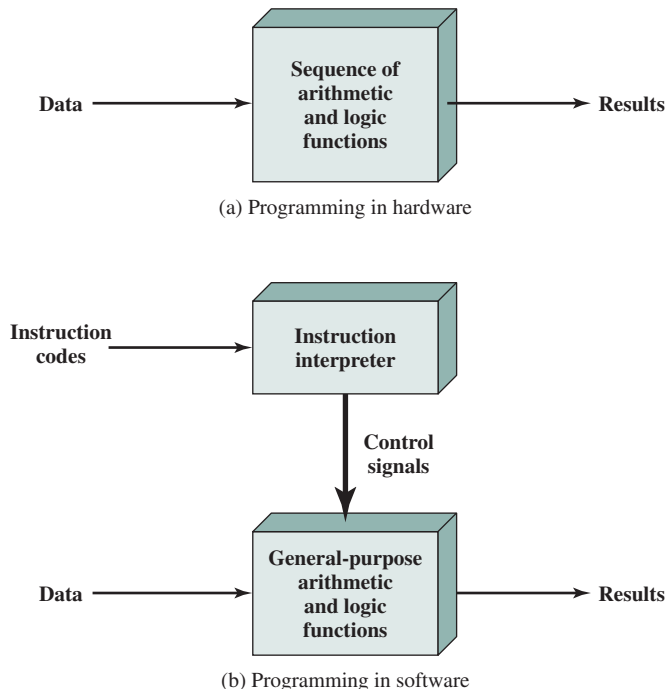 Data
Sequence of
arithmetic
and logic
functions
Results
(a) Programming in hardware
Instruction
codes
Instruction
interpreter
Control
signals
Data
General-purpose
arithmetic
and logic
functions
Results
(b) Programming in software